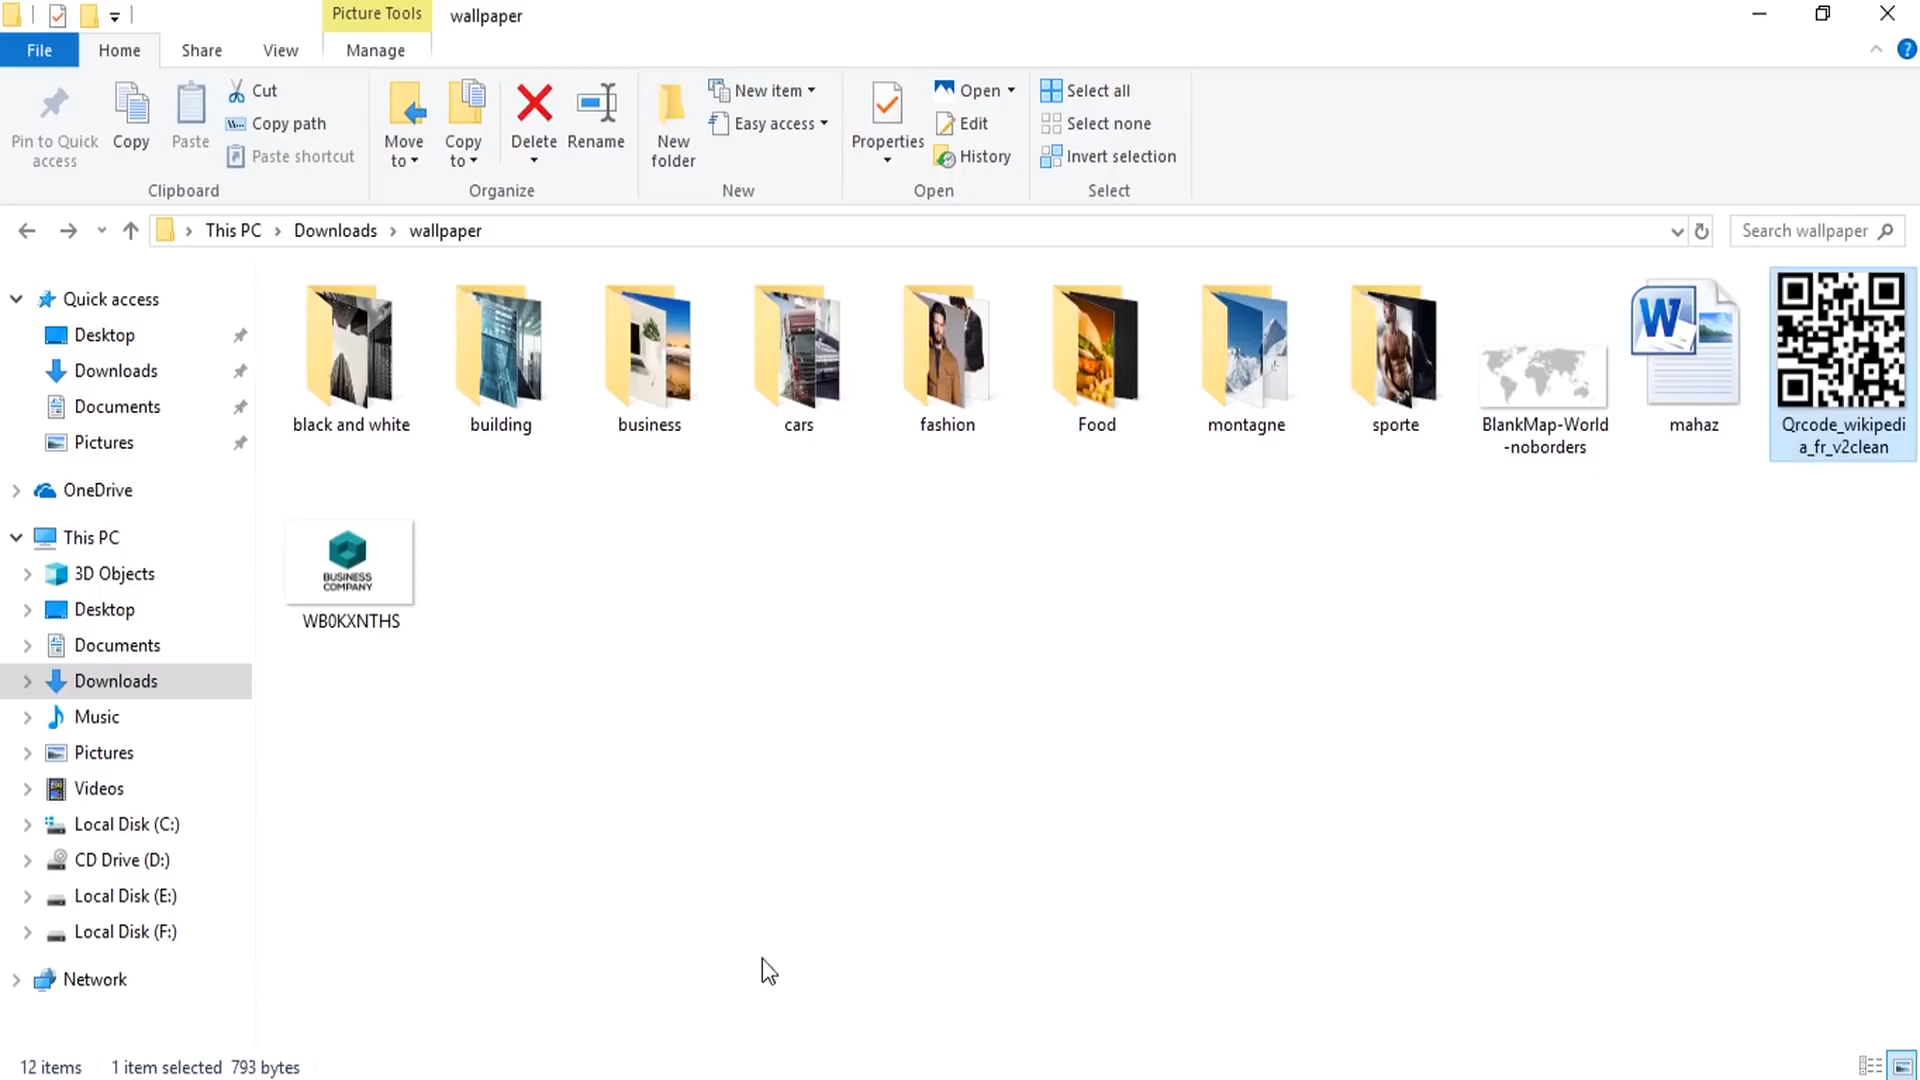 Picture Tools
wallpaper
File
Home
Share
View
Manage
Pin to Quick
access
Copy
Paste
Cut
Copy path
Paste shortcut
Clipboard
Move
to
Copy
to
Delete
Rename
Organize
New
folder
New item
Easy access
New
Properties
Open
Edit
History
Open
Select all
Select none
Invert selection
Select
This PC
Downloads
wallpaper
Search wallpaper
Quick access
Desktop
Downloads
Documents
Pictures
OneDrive
This PC
3D Objects
Desktop
Documents
Downloads
Music
Pictures
Videos
Local Disk (C:)
CD Drive (D:)
Local Disk (E:)
Local Disk (F:)
Network
black and white
building
business
cars
fashion
Food
montagne
sporte
BlankMap-World
-noborders
W
mahaz
Qrcode_wikipedi
a_fr_v2clean
BUSINESS
COMPANY
WB0KXNTHS
12 items
1 item selected 793 bytes